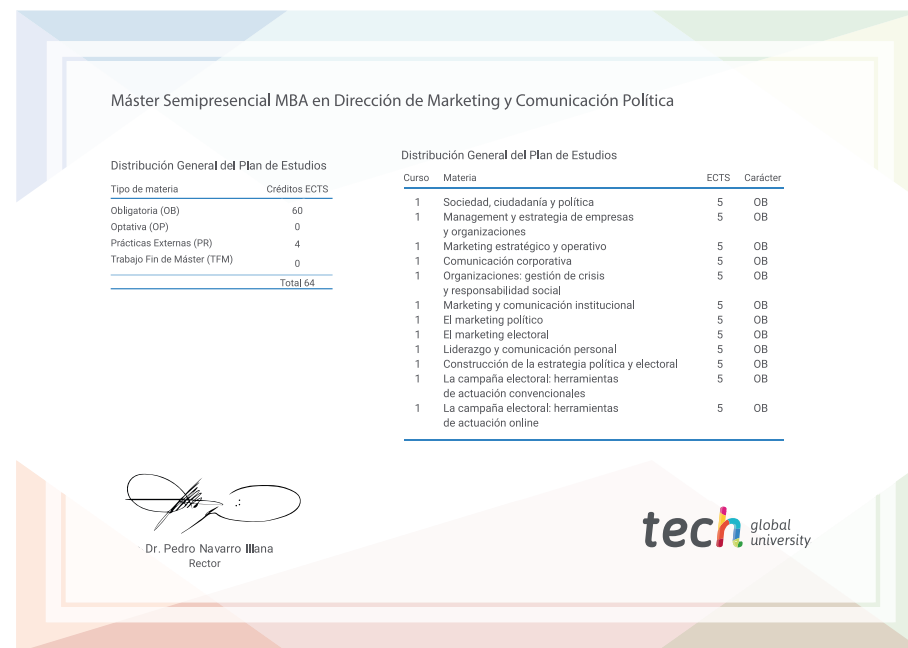 Máster Semipresencial MBA en Dirección de Marketing y Comunicación Política
Distribución General del Plan de Estudios
Tipo de materia Créditos ECTS
Obligatoria (OB) 60
Optativa (OP) 0
Prácticas Externas (PR) 4
Trabajo Fin de Máster (TFM) 0
Total 64
Distribución General del Plan de Estudios
Curso Materia ECTS Carácter
1 Sociedad, ciudadanía y política 5 OB
1 Management y estrategia de empresas 5 OB
y organizaciones
1 Marketing estratégico y operativo 5 OB
1 Comunicación corporativa 5 OB
1 Organizaciones: gestión de crisis 5 OB
y responsabilidad social
1 Marketing y comunicación institucional 5 OB
1 El marketing político 5 OB
1 El marketing electoral 5 OB
1 Liderazgo y comunicación personal 5 OB
1 Construcción de la estrategia política y electoral 5 OB
1 La campaña electoral: herramientas 5 OB
de actuación convencionales
1 La campaña electoral: herramientas 5 OB
de actuación online
Dr. Pedro Navarro Illana
Rector
tech global
university